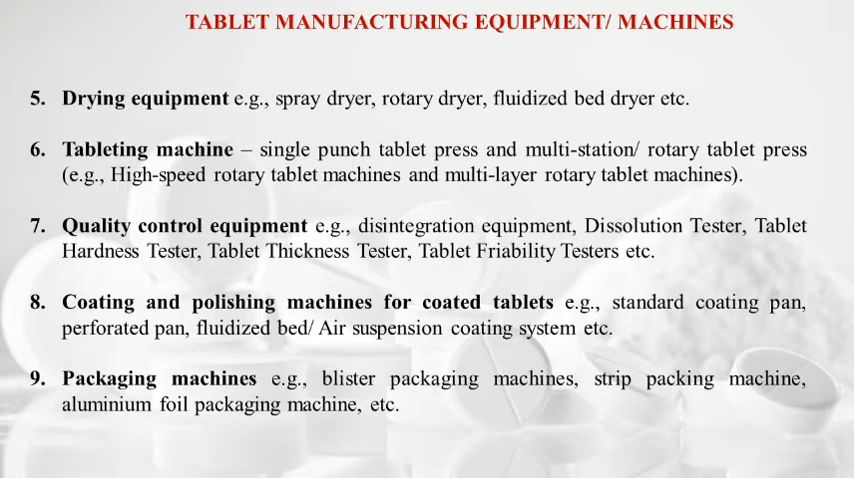 TABLET MANUFACTURING EQUIPMENT/ MACHINES
5. Drying equipment e.g., spray dryer, rotary dryer, fluidized bed dryer etc.
6. Tableting machine – single punch tablet press and multi-station/ rotary tablet press
(e.g., High-speed rotary tablet machines and multi-layer rotary tablet machines).
7. Quality control equipment e.g., disintegration equipment, Dissolution Tester, Tablet
Hardness Tester, Tablet Thickness Tester, Tablet Friability Testers etc.
8. Coating and polishing machines for coated tablets e.g., standard coating pan,
perforated pan, fluidized bed/ Air suspension coating system etc.
9. Packaging machines e.g., blister packaging machines, strip packing machine,
aluminium foil packaging machine, etc.